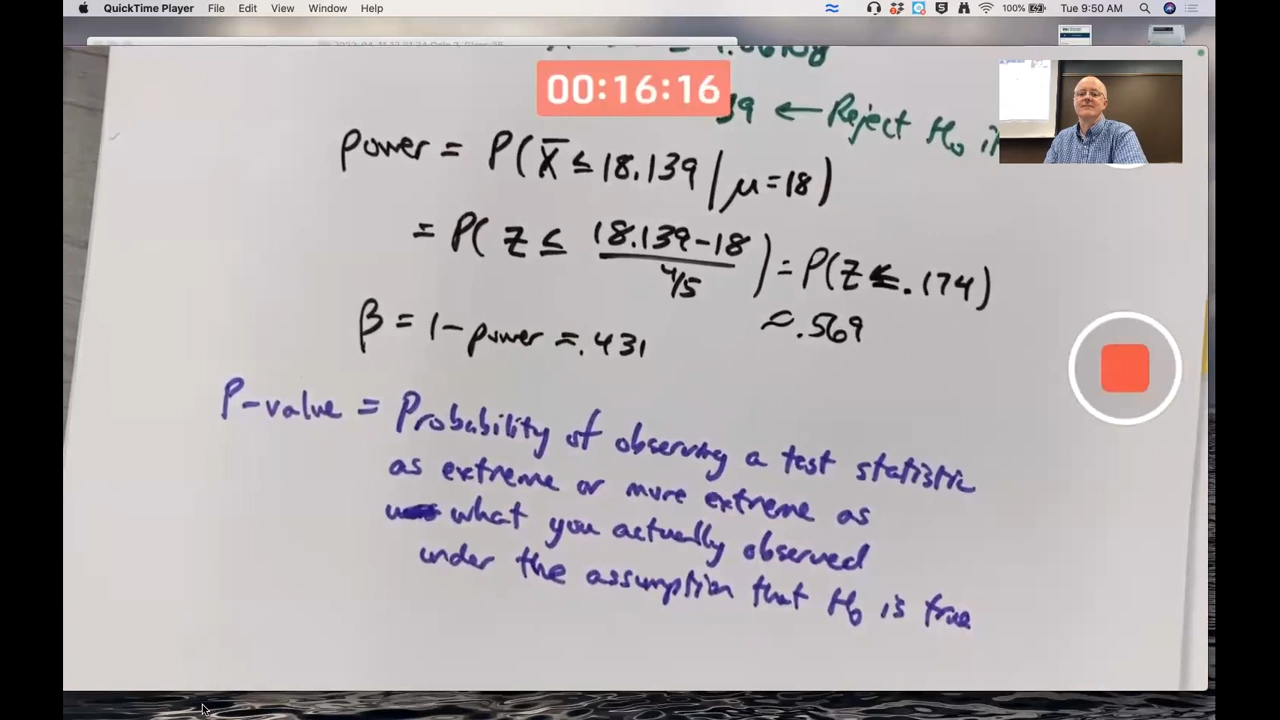 QuickTime Player File Edit View Window Help 100% Tue 9:50 AM
00:16:16
39 ← Reject H₀ i
power = P(X̄ ≤ 18.139 | μ = 18)
= P(Z ≤ (18.139-18)/(4/5)) = P(Z ≤ .174)
≈ .569
β = 1 - power = .431
P-value = Probability of observing a test statistic
as extreme or more extreme as
what you actually observed
under the assumption that H₀ is true